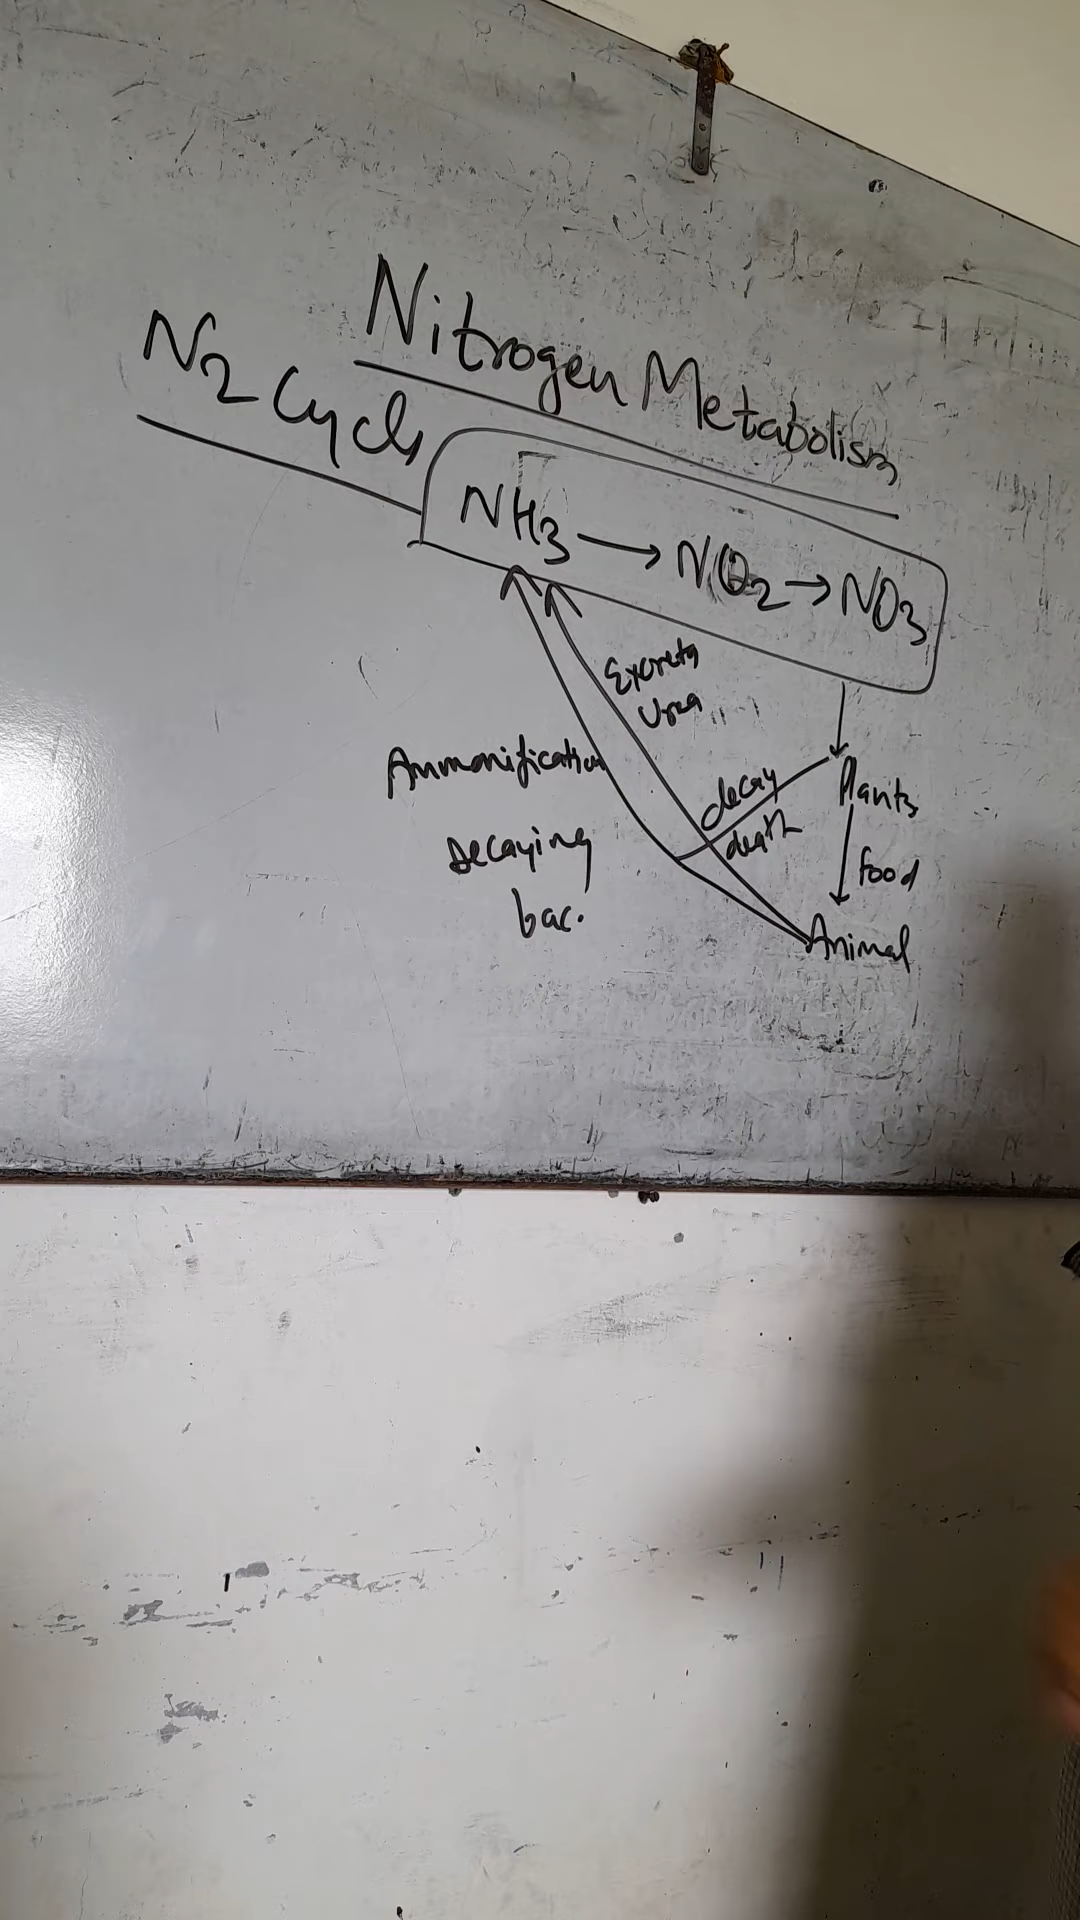 Nitrogen Metabolism
N2 Cycle
NH3 → NO2 → NO3
Excreta
Urea
Ammonification
decay
death
Plants
Decaying
bac.
food
Animal